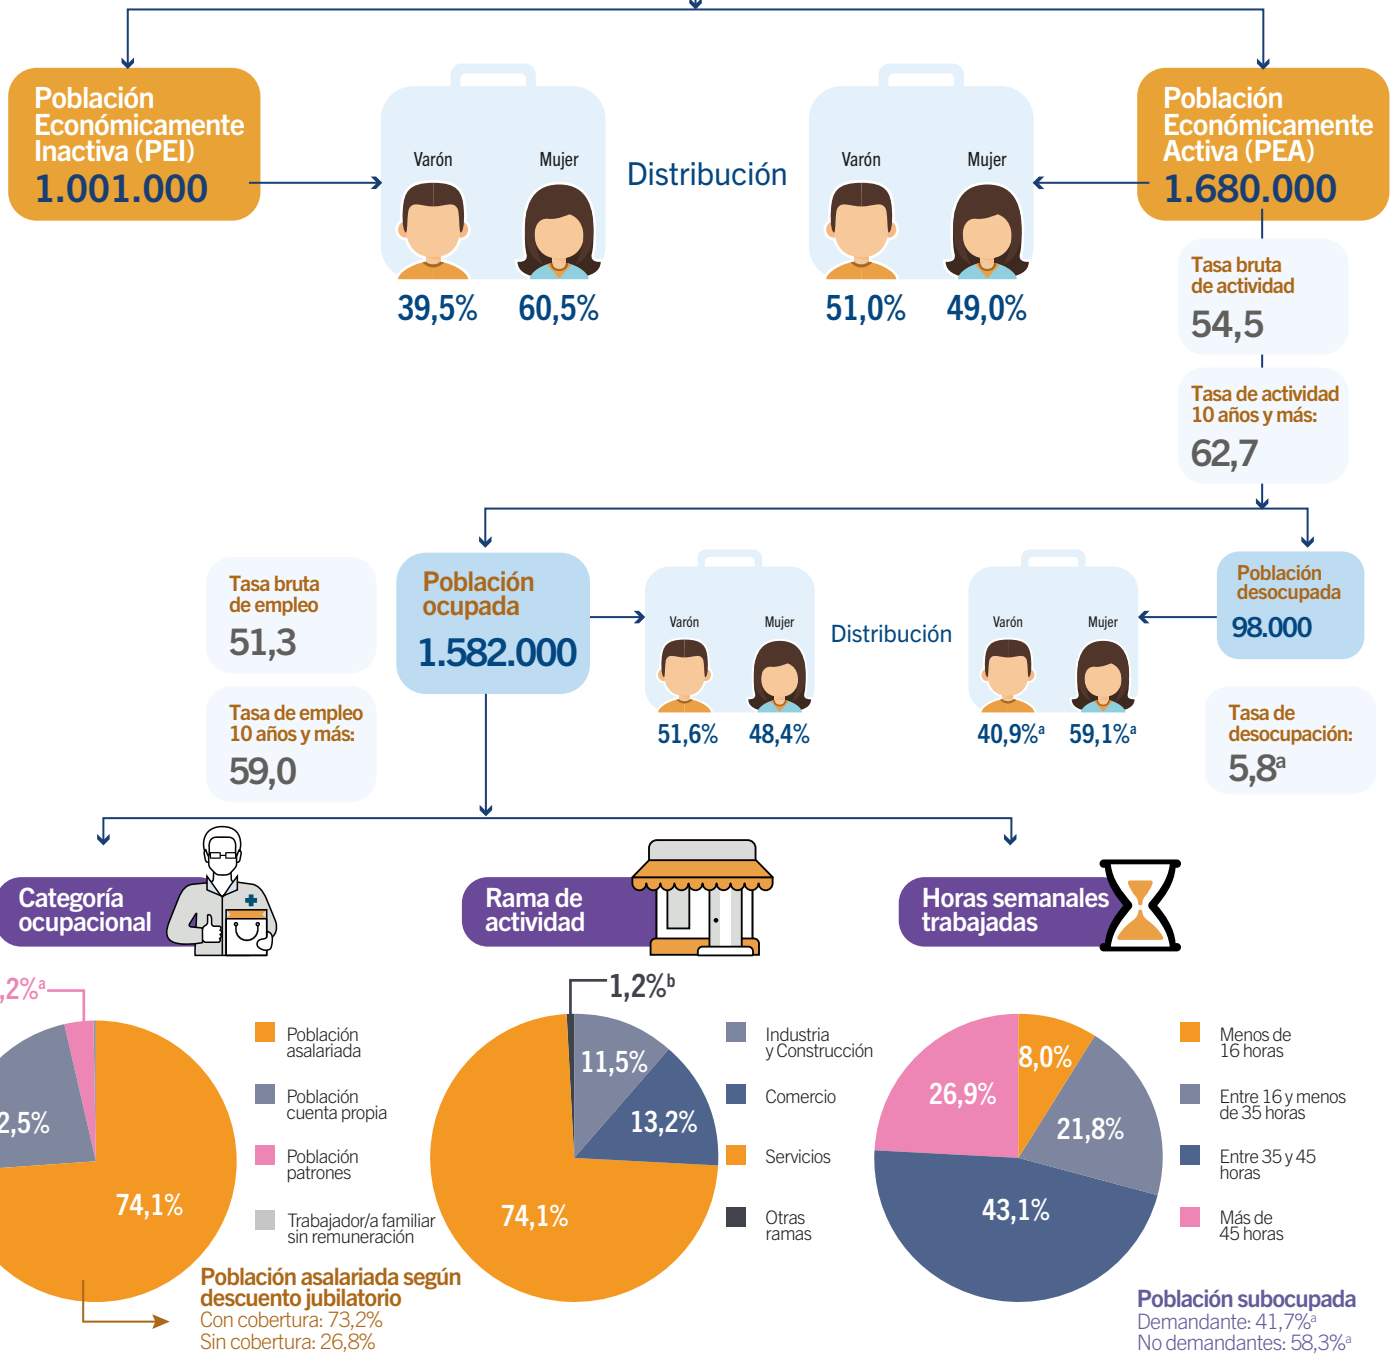 Población
Económicamente
Inactiva (PEI)
1.001.000
Varón
Mujer
39,5%
60,5%
Distribución
Varón
Mujer
51,0%
49,0%
Población
Económicamente
Activa (PEA)
1.680.000
Tasa bruta
de actividad
54,5
Tasa de actividad
10 años y más:
62,7
Tasa bruta
de empleo
51,3
Tasa de empleo
10 años y más:
59,0
Población
ocupada
1.582.000
Varón
Mujer
51,6%
48,4%
Distribución
Varón
Mujer
40,9%ª
59,1%ª
Población
desocupada
98.000
Tasa de
desocupación:
5,8ª
Categoría
ocupacional
,2%ª
2,5%
74,1%
Población
asalariada
Población
cuenta propia
Población
patrones
Trabajador/a familiar
sin remuneración
Población asalariada según
descuento jubilatorio
Con cobertura: 73,2%
Sin cobertura: 26,8%
Rama de
actividad
1,2%ᵇ
11,5%
13,2%
74,1%
Industria
y Construcción
Comercio
Servicios
Otras
ramas
Horas semanales
trabajadas
8,0%
26,9%
21,8%
43,1%
Menos de
16 horas
Entre 16 y menos
de 35 horas
Entre 35 y 45
horas
Más de
45 horas
Población subocupada
Demandante: 41,7%ª
No demandantes: 58,3%ª